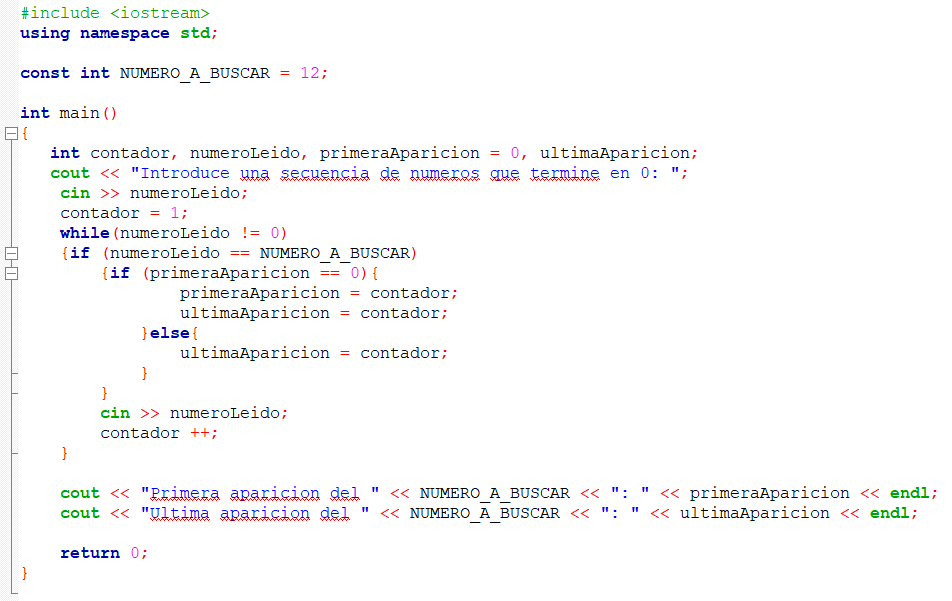 #include <iostream>
using namespace std;

const int NUMERO_A_BUSCAR = 12;

int main()
{
   int contador, numeroLeido, primeraAparicion = 0, ultimaAparicion;
   cout << "Introduce una secuencia de numeros que termine en 0: ";
    cin >> numeroLeido;
    contador = 1;
    while(numeroLeido != 0)
    {if (numeroLeido == NUMERO_A_BUSCAR)
        {if (primeraAparicion == 0){
                primeraAparicion = contador;
                ultimaAparicion = contador;
            }else{
                ultimaAparicion = contador;
            }
        }
        cin >> numeroLeido;
        contador ++;
    }

    cout << "Primera aparicion del " << NUMERO_A_BUSCAR << ": " << primeraAparicion << endl;
    cout << "Ultima aparicion del " << NUMERO_A_BUSCAR << ": " << ultimaAparicion << endl;

    return 0;
}